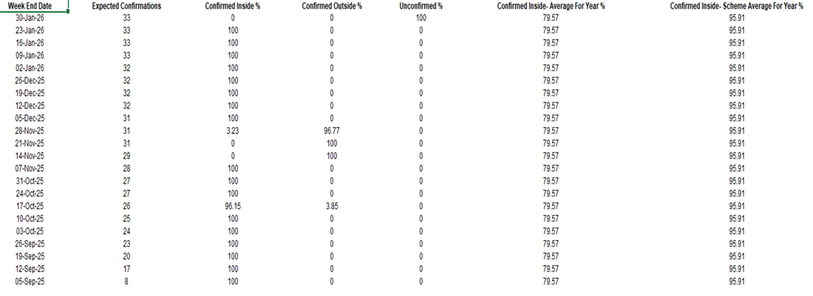 Week End Date Expected Confirmations Confirmed Inside % Confirmed Outside % Unconfirmed % Confirmed Inside- Average For Year % Confirmed Inside- Scheme Average For Year %
30-Jan-26 33 0 0 100 79.57 95.91
23-Jan-26 33 100 0 0 79.57 95.91
16-Jan-26 33 100 0 0 79.57 95.91
09-Jan-26 33 100 0 0 79.57 95.91
02-Jan-26 32 100 0 0 79.57 95.91
26-Dec-25 32 100 0 0 79.57 95.91
19-Dec-25 32 100 0 0 79.57 95.91
12-Dec-25 32 100 0 0 79.57 95.91
05-Dec-25 31 100 0 0 79.57 95.91
28-Nov-25 31 3.23 96.77 0 79.57 95.91
21-Nov-25 31 0 100 0 79.57 95.91
14-Nov-25 29 0 100 0 79.57 95.91
07-Nov-25 28 100 0 0 79.57 95.91
31-Oct-25 27 100 0 0 79.57 95.91
24-Oct-25 27 100 0 0 79.57 95.91
17-Oct-25 26 96.15 3.85 0 79.57 95.91
10-Oct-25 25 100 0 0 79.57 95.91
03-Oct-25 24 100 0 0 79.57 95.91
26-Sep-25 23 100 0 0 79.57 95.91
19-Sep-25 20 100 0 0 79.57 95.91
12-Sep-25 17 100 0 0 79.57 95.91
05-Sep-25 8 100 0 0 79.57 95.91